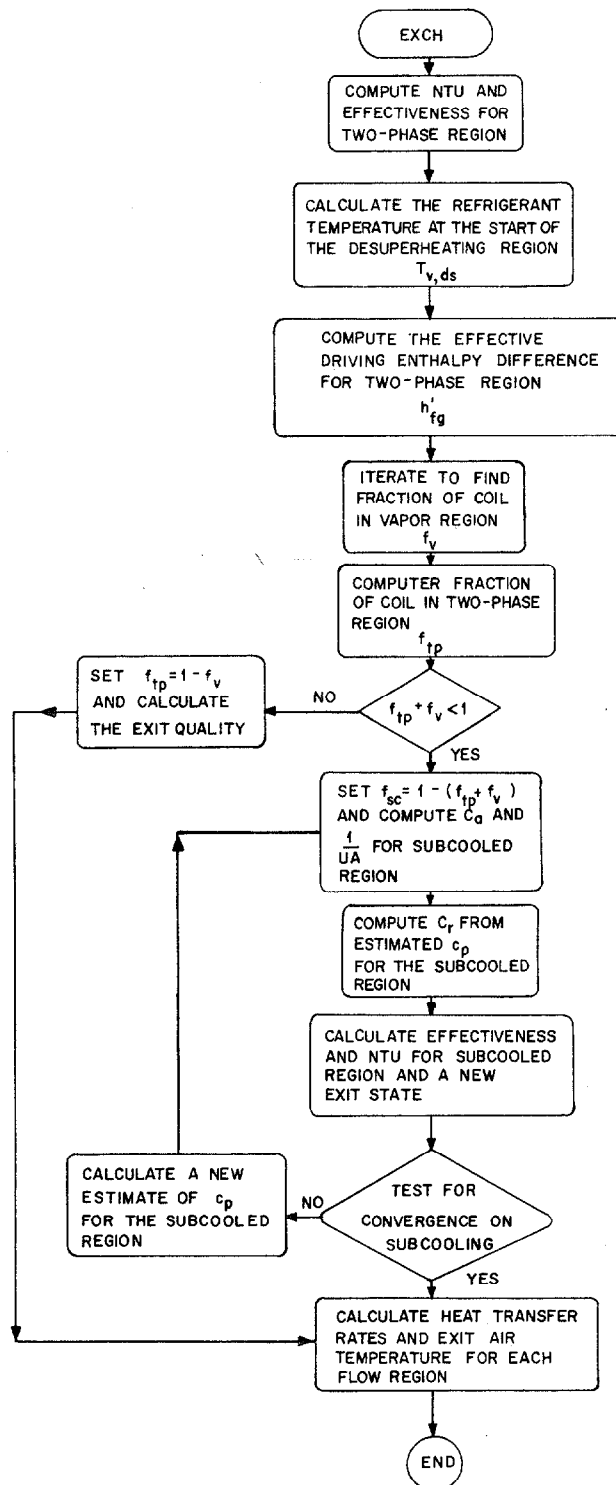 EXCH
COMPUTE NTU AND
EFFECTIVENESS FOR
TWO-PHASE REGION
CALCULATE THE REFRIGERANT
TEMPERATURE AT THE START OF
THE DESUPERHEATING REGION
T_v,ds
COMPUTE THE EFFECTIVE
DRIVING ENTHALPY DIFFERENCE
FOR TWO-PHASE REGION
h'_fg
ITERATE TO FIND
FRACTION OF COIL
IN VAPOR REGION
f_v
COMPUTER FRACTION
OF COIL IN TWO-PHASE
REGION
f_tp
f_tp + f_v < 1
NO
SET f_tp = 1 - f_v
AND CALCULATE
THE EXIT QUALITY
YES
SET f_sc = 1 - (f_tp + f_v)
AND COMPUTE C_a AND
1/UA FOR SUBCOOLED
REGION
COMPUTE C_r FROM
ESTIMATED c_p
FOR THE SUBCOOLED
REGION
CALCULATE EFFECTIVENESS
AND NTU FOR SUBCOOLED
REGION AND A NEW
EXIT STATE
TEST FOR
CONVERGENCE ON
SUBCOOLING
NO
CALCULATE A NEW
ESTIMATE OF c_p
FOR THE SUBCOOLED
REGION
YES
CALCULATE HEAT TRANSFER
RATES AND EXIT AIR
TEMPERATURE FOR EACH
FLOW REGION
END